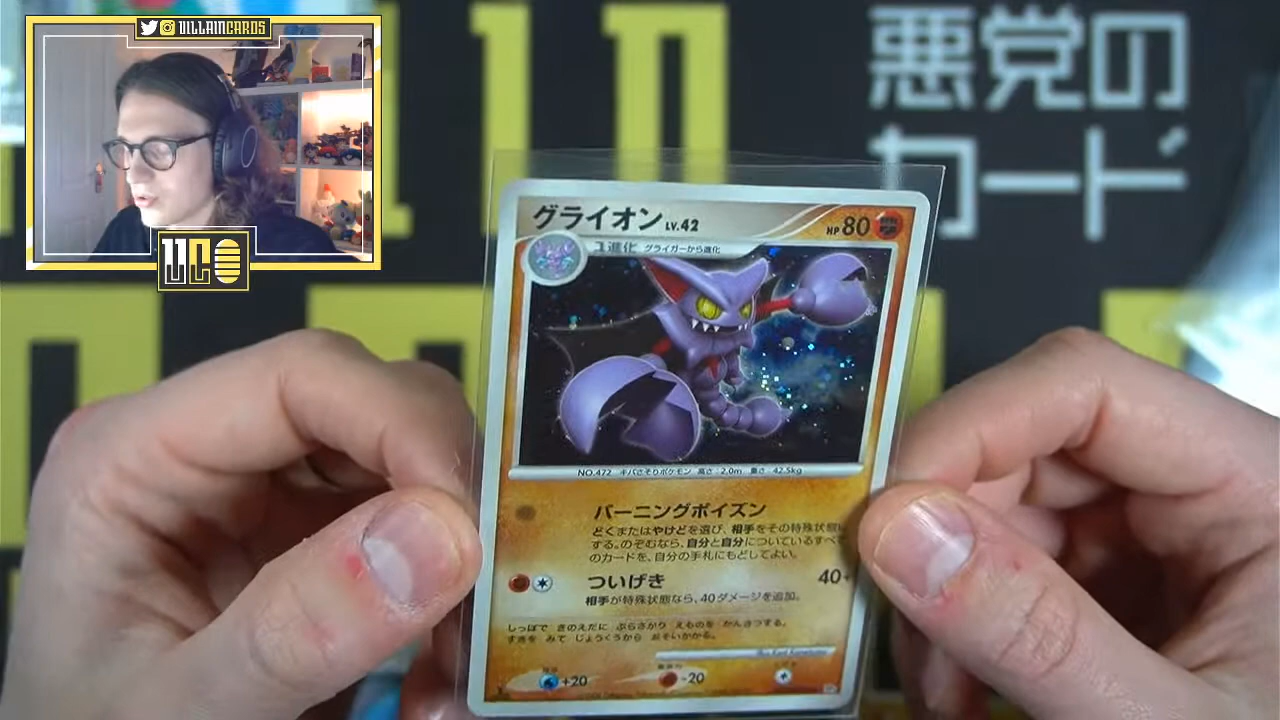 VILLAINCARDS
VCO
悪党の
カード
グライオン LV.42
HP 80
1進化 グライガーから進化
NO.472 キバさそりポケモン 高さ 2.0m 重さ 42.5kg
バーニングポイズン
どくまたはやけどを選び、相手をその特殊状態に
する。のぞむなら、自分と自分についているすべて
のカードを、自分の手札にもどしてよい。
ついげき 40+
相手が特殊状態なら、40ダメージを追加。
しっぽで きのえだに ぶらさがり えものを かんさつする。
すきを みて じょうくうから おそいかかる。
+20
-20